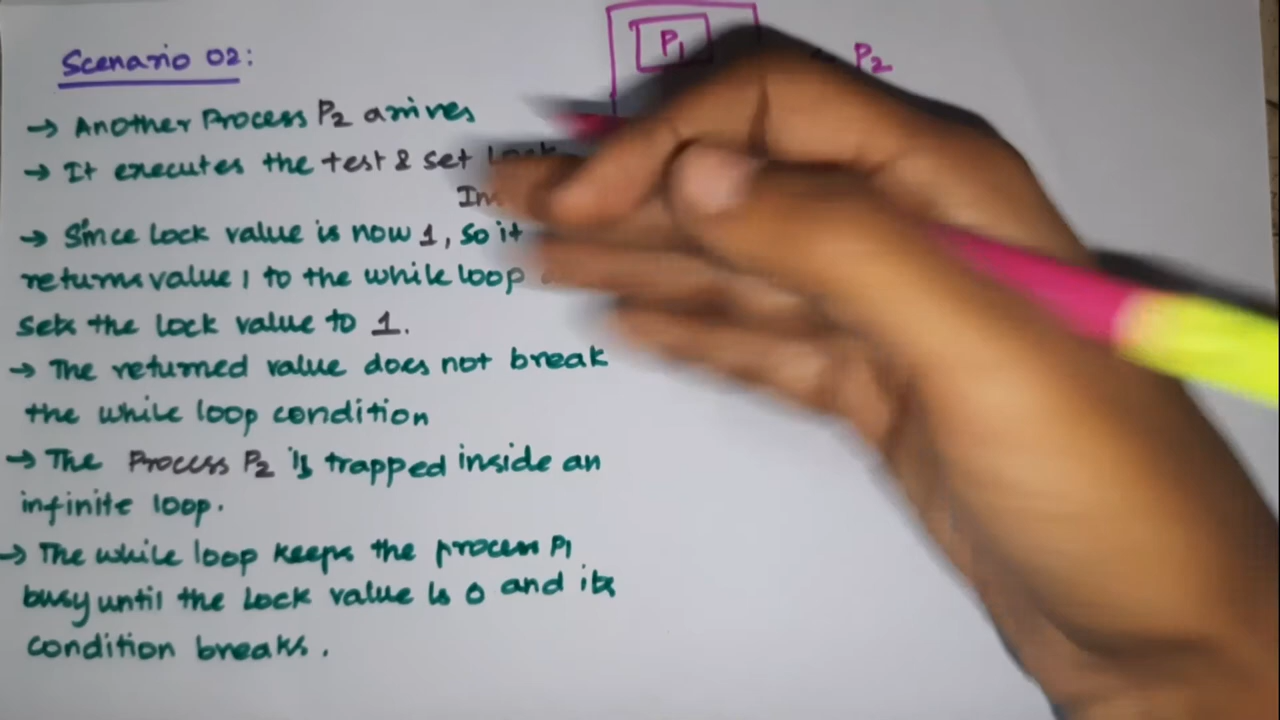 Scenario 02:
P1
P2
→ Another Process P2 arrives
→ It executes the test & set Lock
→ Since lock value is now 1, so it
returns value 1 to the while loop
sets the lock value to 1.
→ The returned value does not break
the while loop condition
→ The Process P2 is trapped inside an
infinite loop.
→ The while loop keeps the process P1
busy until the lock value is 0 and its
condition breaks.